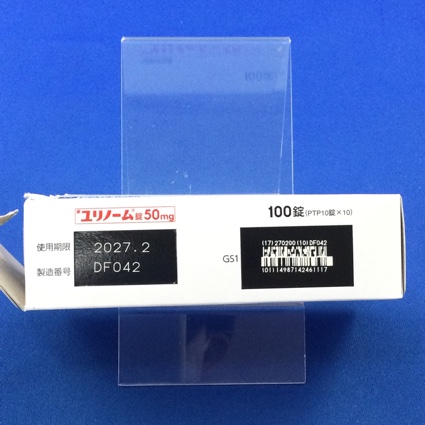 ユリノーム錠50mg
100錠(PTP10錠×10)
使用期限 2027.2
製造番号 DF042
GS1
(17)270200(10)DF042
(01)14987142461117